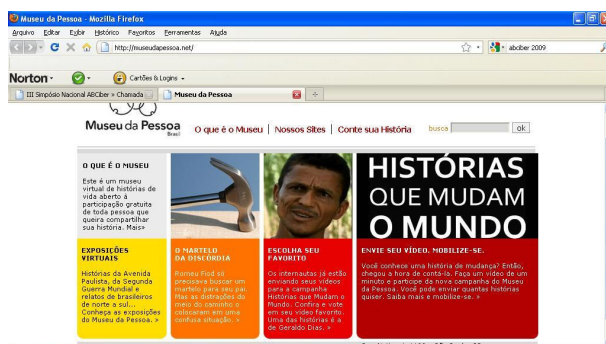 Museu da Pessoa - Mozilla Firefox
Arquivo Editar Exibir Histórico Favoritos Ferramentas Ajuda
http://museudapessoa.net/
abciber 2009
Norton
Cartões & Logins
III Simpósio Nacional ABCiber » Chamada
Museu da Pessoa
Museu da Pessoa
Brasil
O que é o Museu | Nossos Sites | Conte sua História
busca
ok
O QUE É O MUSEU
Este é um museu
virtual de histórias de
vida aberto à
participação gratuita
de toda pessoa que
queira compartilhar
sua história. Mais»
HISTÓRIAS
QUE MUDAM
O MUNDO
EXPOSIÇÕES
VIRTUAIS
Histórias da Avenida
Paulista, da Segunda
Guerra Mundial e
relatos de brasileiros
de norte a sul...
Conheça as exposições
do Museu da Pessoa. »
O MARTELO
DA DISCÓRDIA
Romeu Fiod só
precisava buscar um
martelo para seu pai.
Mas as distrações do
meio do caminho o
colocaram em uma
confusa situação. »
ESCOLHA SEU
FAVORITO
Os internautas já estão
enviando seus vídeos
para a campanha
Histórias que Mudam o
Mundo. Confira e vote
em seu vídeo favorito.
Uma das histórias é a
de Geraldo Dias. »
ENVIE SEU VÍDEO. MOBILIZE-SE.
Você conhece uma história de mudança? Então,
chegou a hora de contá-la. Faça um vídeo de um
minuto e participe da nova campanha do Museu
da Pessoa. Você pode enviar quantas histórias
quiser. Saiba mais e mobilize-se. »